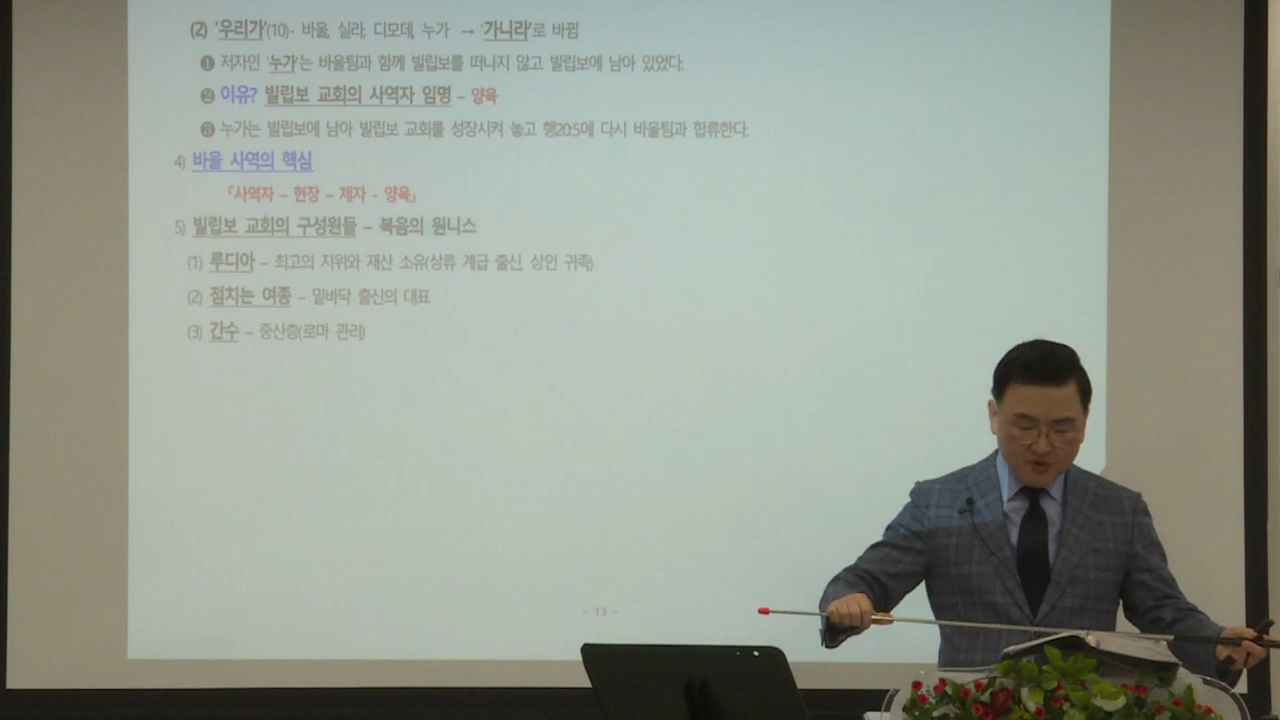 (2) '우리가'(10)- 바울, 실라, 디모데, 누가 → '가니라'로 바뀜
❶ 저자인 '누가'는 바울팀과 함께 빌립보를 떠나지 않고 빌립보에 남아 있었다.
❷ 이유? 빌립보 교회의 사역자 임명 – 양육
❸ 누가는 빌립보에 남아 빌립보 교회를 성장시켜 놓고 행20:5에 다시 바울팀과 합류한다.
4) 바울 사역의 핵심
『사역자 – 현장 – 제자 - 양육』
5) 빌립보 교회의 구성원들 – 복음의 원니스
(1) 루디아 – 최고의 지위와 재산 소유(상류 계급 출신, 상인 귀족)
(2) 점치는 여종 – 밑바닥 출신의 대표
(3) 간수 – 중산층(로마 관리)
- 13 -